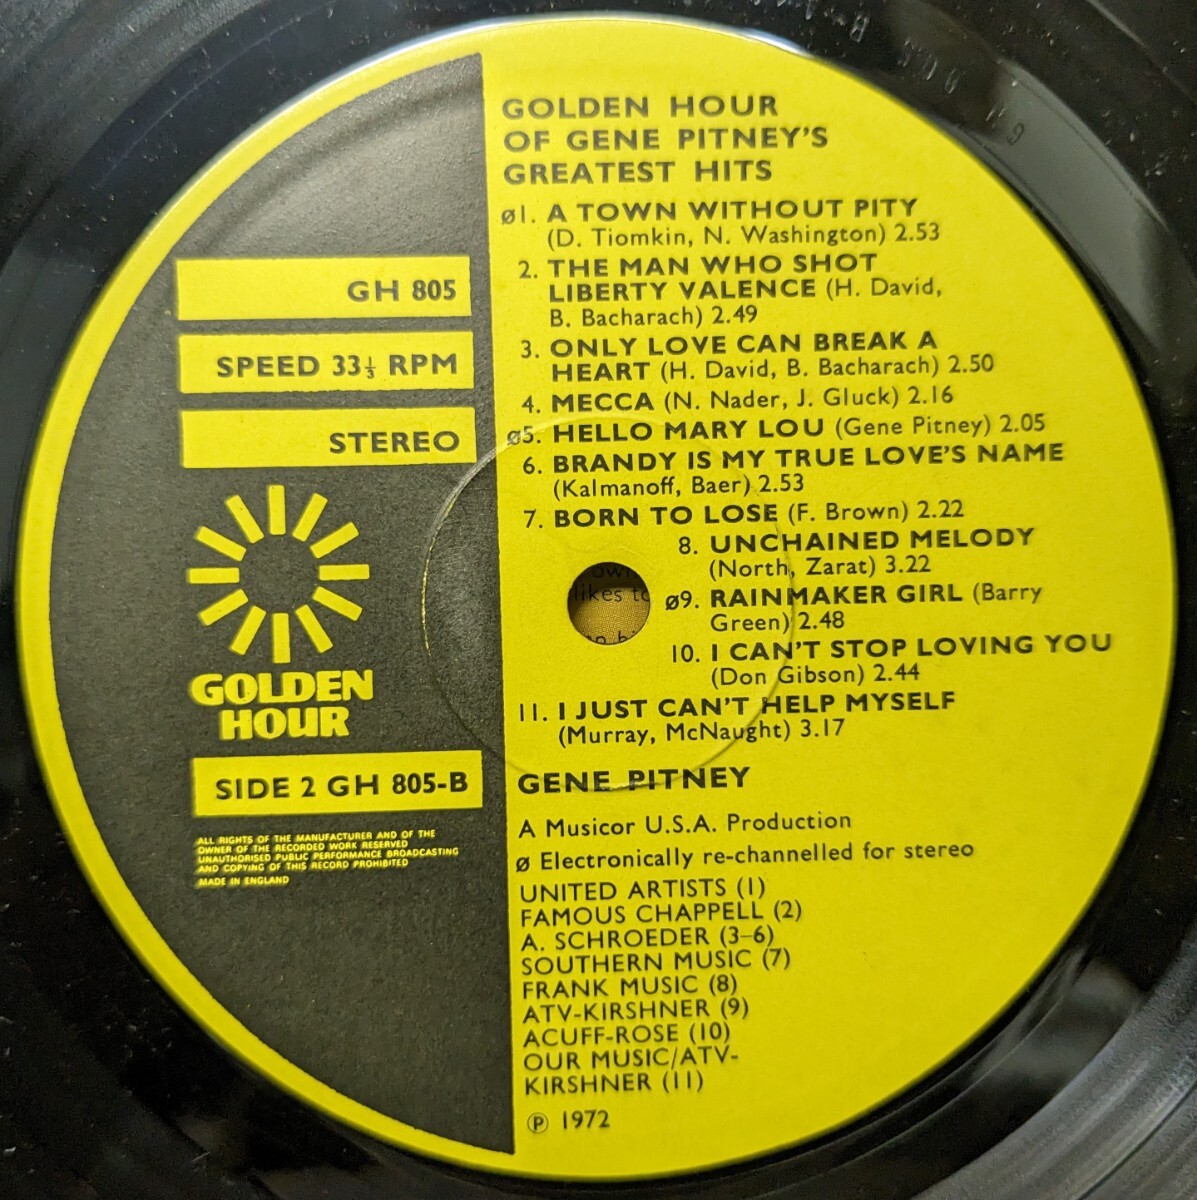 GOLDEN HOUR
OF GENE PITNEY'S
GREATEST HITS
ø1. A TOWN WITHOUT PITY
(D. Tiomkin, N. Washington) 2.53
2. THE MAN WHO SHOT
LIBERTY VALENCE (H. David,
B. Bacharach) 2.49
3. ONLY LOVE CAN BREAK A
HEART (H. David, B. Bacharach) 2.50
4. MECCA (N. Nader, J. Gluck) 2.16
ø5. HELLO MARY LOU (Gene Pitney) 2.05
6. BRANDY IS MY TRUE LOVE'S NAME
(Kalmanoff, Baer) 2.53
7. BORN TO LOSE (F. Brown) 2.22
8. UNCHAINED MELODY
(North, Zarat) 3.22
ø9. RAINMAKER GIRL (Barry
Green) 2.48
10. I CAN'T STOP LOVING YOU
(Don Gibson) 2.44
11. I JUST CAN'T HELP MYSELF
(Murray, McNaught) 3.17
GENE PITNEY
A Musicor U.S.A. Production
ø Electronically re-channelled for stereo
UNITED ARTISTS (1)
FAMOUS CHAPPELL (2)
A. SCHROEDER (3–6)
SOUTHERN MUSIC (7)
FRANK MUSIC (8)
ATV-KIRSHNER (9)
ACUFF-ROSE (10)
OUR MUSIC/ATV-
KIRSHNER (11)
℗ 1972
GH 805
SPEED 33⅓ RPM
STEREO
GOLDEN
HOUR
SIDE 2 GH 805-B
ALL RIGHTS OF THE MANUFACTURER AND OF THE
OWNER OF THE RECORDED WORK RESERVED
UNAUTHORISED PUBLIC PERFORMANCE BROADCASTING
AND COPYING OF THIS RECORD PROHIBITED
MADE IN ENGLAND
likes to